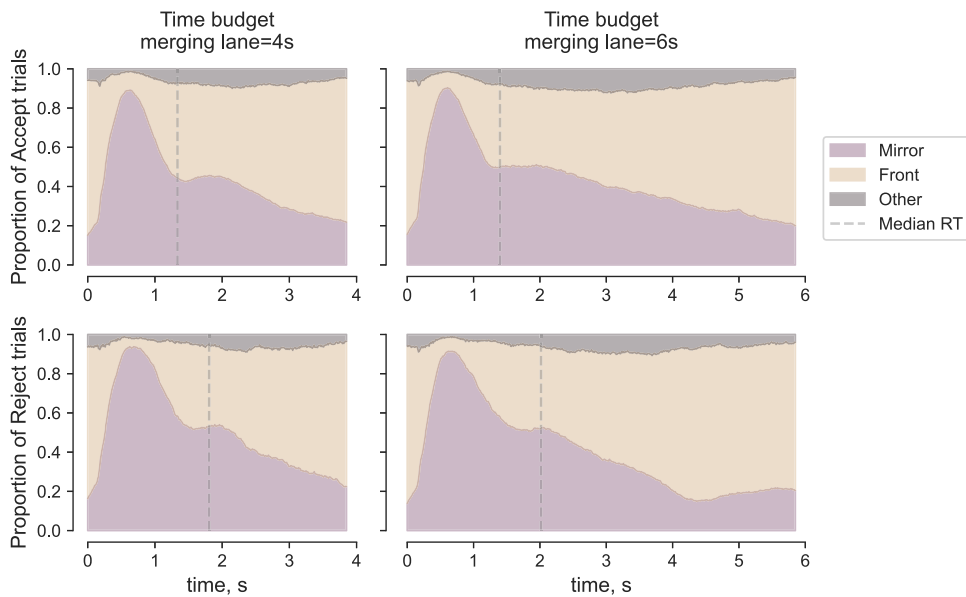 Time budget
merging lane=4s
Time budget
merging lane=6s
Proportion of Accept trials
1.0
0.8
0.6
0.4
0.2
0.0
0 1 2 3 4
0 1 2 3 4 5 6
Mirror
Front
Other
Median RT
Proportion of Reject trials
1.0
0.8
0.6
0.4
0.2
0.0
0 1 2 3 4
0 1 2 3 4 5 6
time, s
time, s